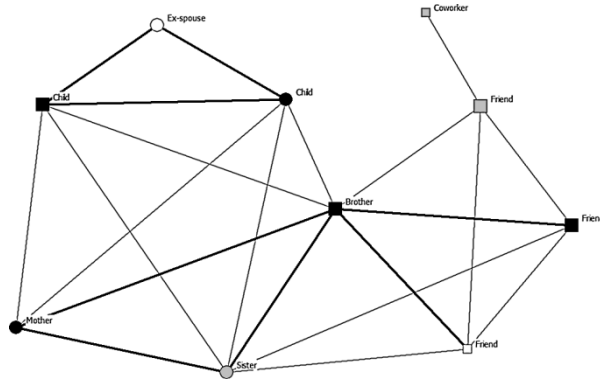 Ex-spouse
Coworker
Child
Child
Friend
Brother
Frien
Mother
Sister
Friend